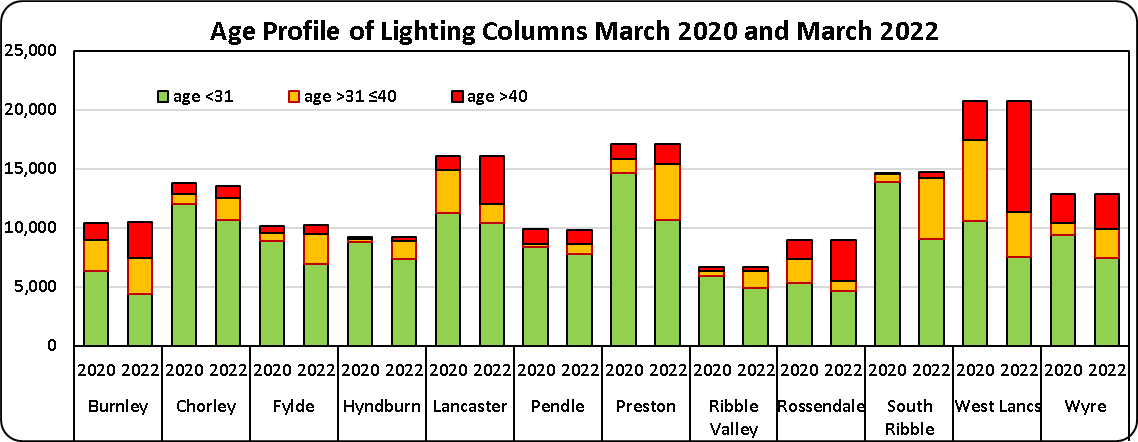 Age Profile of Lighting Columns March 2020 and March 2022
25,000
age <31 age >31 ≤40 age >40
20,000
15,000
10,000
5,000
0
2020 2022 2020 2022 2020 2022 2020 2022 2020 2022 2020 2022 2020 2022 2020 2022 2020 2022 2020 2022 2020 2022 2020 2022
Burnley Chorley Fylde Hyndburn Lancaster Pendle Preston Ribble Rossendale South West Lancs Wyre
Valley Ribble